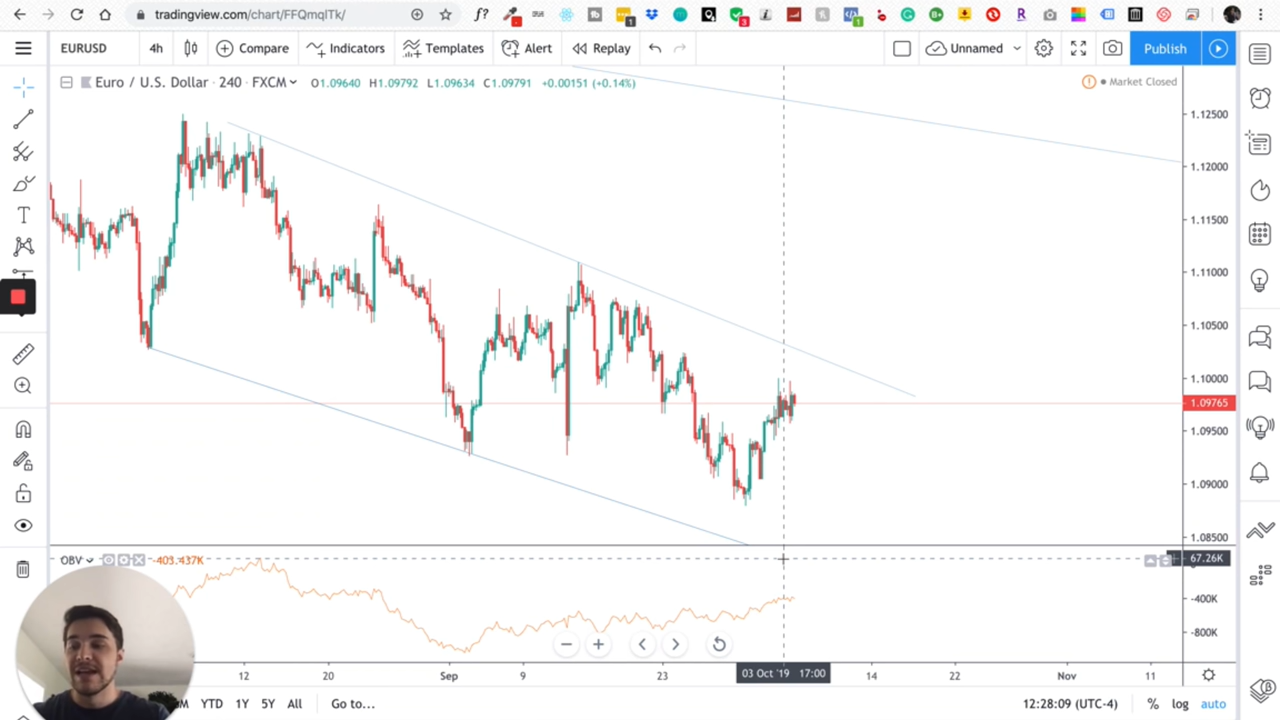 tradingview.com/chart/FFQmqITk/
EURUSD 4h Compare Indicators Templates Alert Replay Unnamed Publish
Euro / U.S. Dollar · 240 · FXCM O1.09640 H1.09792 L1.09634 C1.09791 +0.00151 (+0.14%) Market Closed
1.12500
1.12000
1.11500
1.11000
1.10500
1.10000
1.09765
1.09500
1.09000
1.08500
OBV -403.437K 67.26K
-400K
-800K
12 20 Sep 9 23 03 Oct '19 17:00 14 22 Nov 11
YTD 1Y 5Y All Go to... 12:28:09 (UTC-4) % log auto